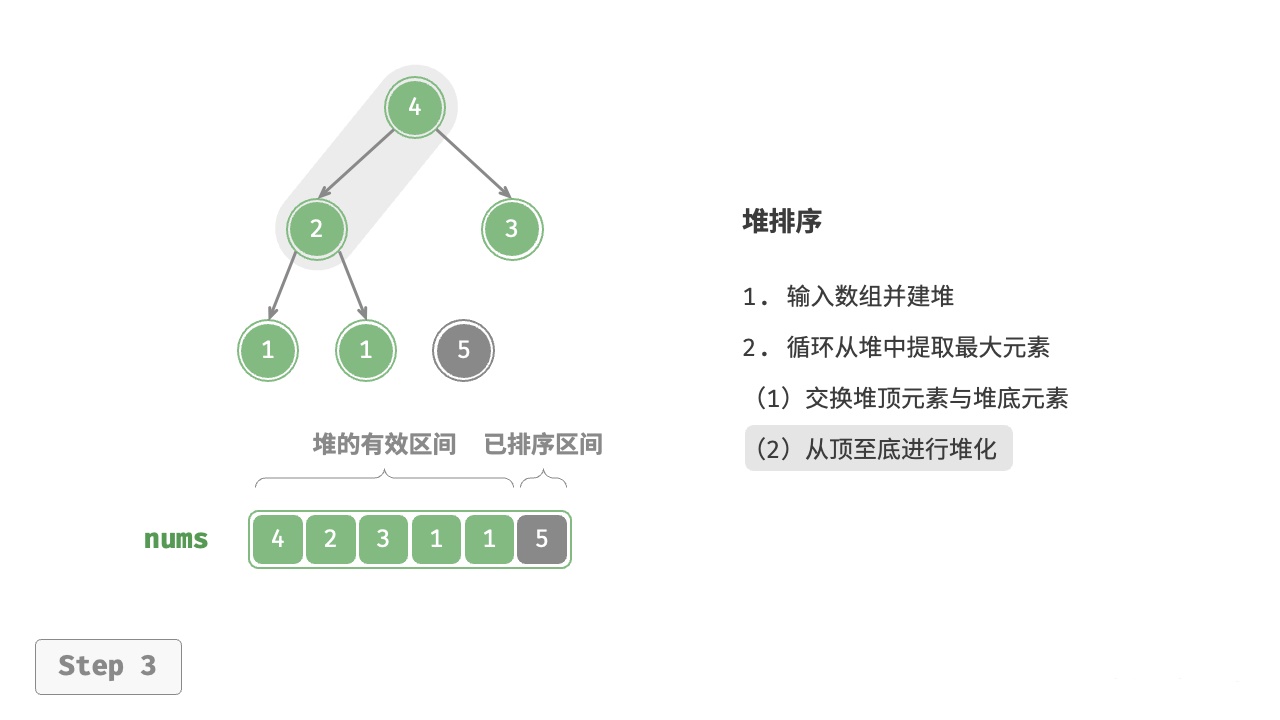 4
2
3
1
1
5
堆的有效区间
已排序区间
nums
4 2 3 1 1 5
Step 3
堆排序
1. 输入数组并建堆
2. 循环从堆中提取最大元素
（1）交换堆顶元素与堆底元素
（2）从顶至底进行堆化